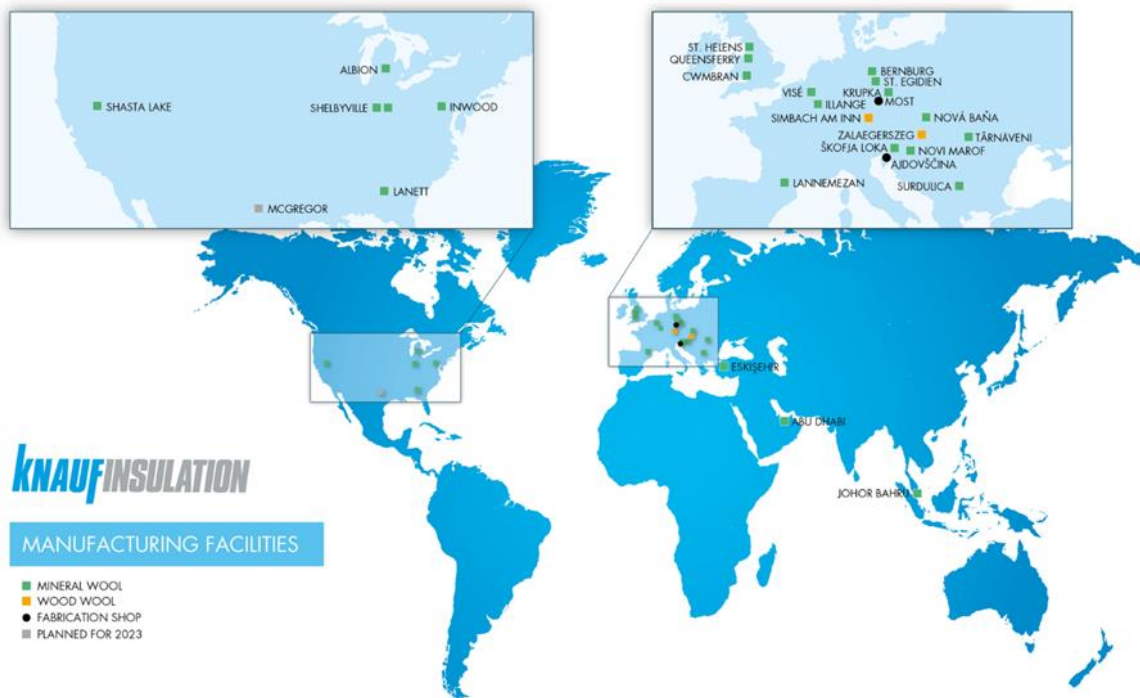 ALBION
SHASTA LAKE
SHELBYVILLE
INWOOD
LANETT
MCGREGOR
ST. HELENS
QUEENSFERRY
CWMBRAN
BERNBURG
ST. EGIDIEN
VISÉ
KRUPKA
MOST
ILLANGE
SIMBACH AM INN
NOVÁ BAŇA
ZALAEGERSZEG
TÂRNAVENI
ŠKOFJA LOKA
NOVI MAROF
AJDOVŠČINA
LANNEMEZAN
SURDULICA
ESKIŞEHIR
ABU DHABI
JOHOR BAHRU
KNAUFINSULATION
MANUFACTURING FACILITIES
MINERAL WOOL
WOOD WOOL
FABRICATION SHOP
PLANNED FOR 2023